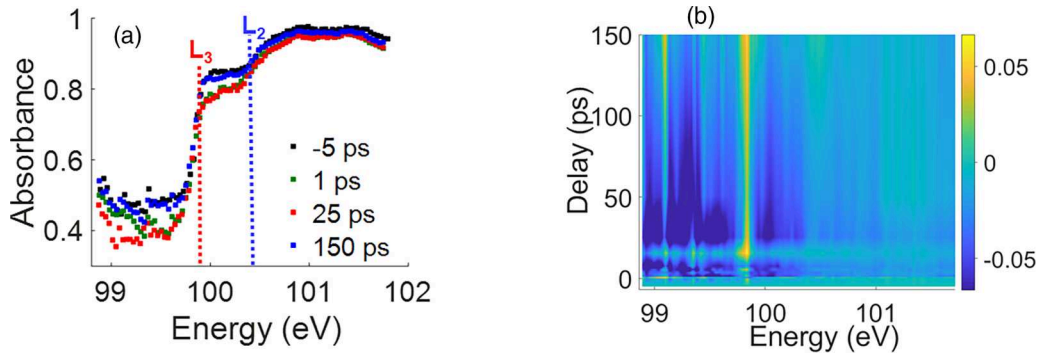 (a)
L3
L2
1
0.8
0.6
0.4
Absorbance
-5 ps
1 ps
25 ps
150 ps
99 100 101 102
Energy (eV)
(b)
150
100
50
0
Delay (ps)
99 100 101
Energy (eV)
0.05
0
-0.05